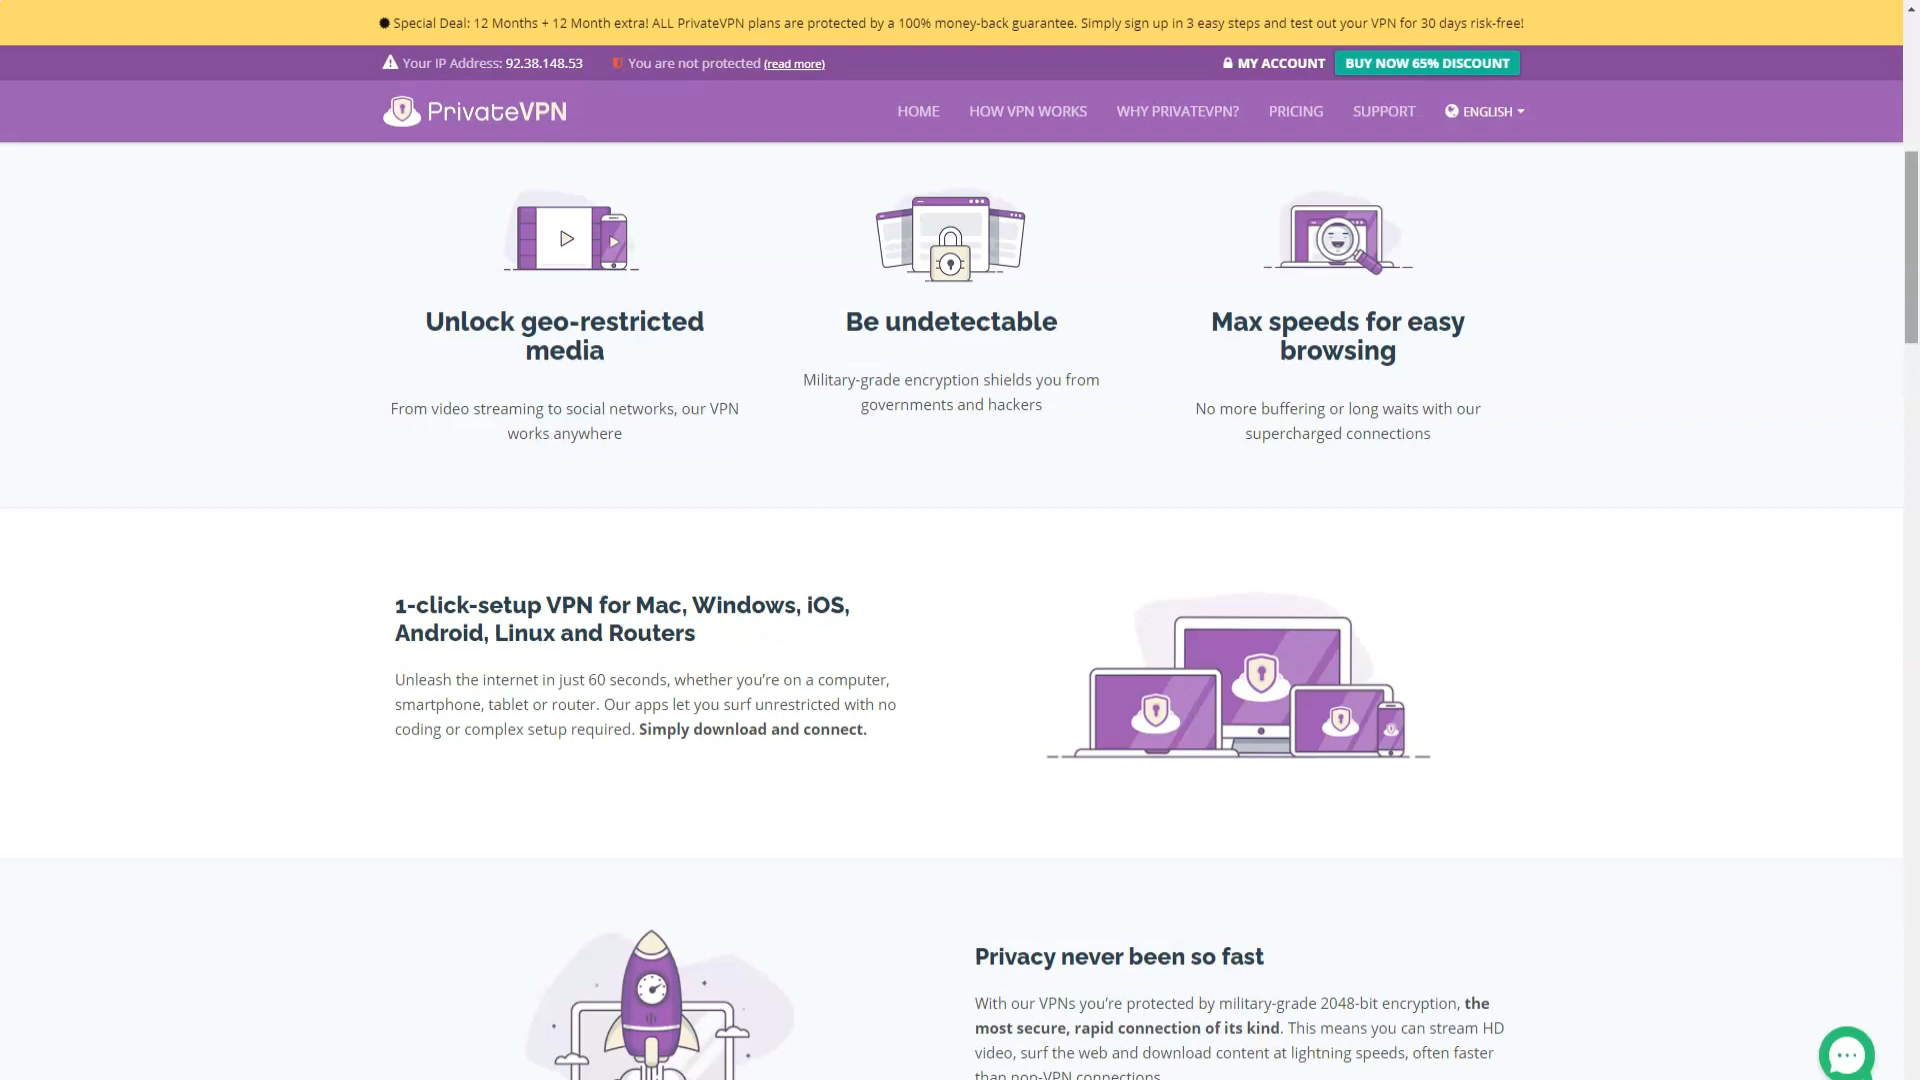 Special Deal: 12 Months + 12 Month extra! ALL PrivateVPN plans are protected by a 100% money-back guarantee. Simply sign up in 3 easy steps and test out your VPN for 30 days risk-free!
Your IP Address: 92.38.148.53 You are not protected (read more) MY ACCOUNT BUY NOW 65% DISCOUNT
PrivateVPN HOME HOW VPN WORKS WHY PRIVATEVPN? PRICING SUPPORT ENGLISH
Unlock geo-restricted
media
From video streaming to social networks, our VPN
works anywhere
Be undetectable
Military-grade encryption shields you from
governments and hackers
Max speeds for easy
browsing
No more buffering or long waits with our
supercharged connections
1-click-setup VPN for Mac, Windows, iOS,
Android, Linux and Routers
Unleash the internet in just 60 seconds, whether you’re on a computer,
smartphone, tablet or router. Our apps let you surf unrestricted with no
coding or complex setup required. Simply download and connect.
Privacy never been so fast
With our VPNs you’re protected by military-grade 2048-bit encryption, the
most secure, rapid connection of its kind. This means you can stream HD
video, surf the web and download content at lightning speeds, often faster
than non-VPN connections.